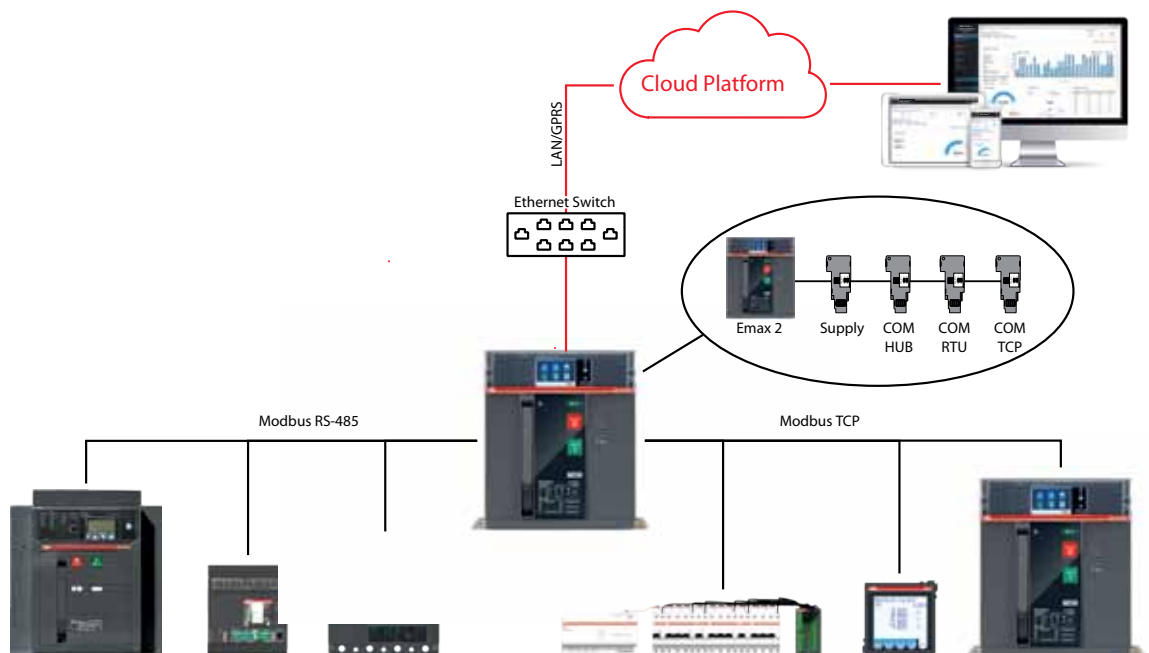 Cloud Platform
LAN/GPRS
Ethernet Switch
Emax 2
Supply
COM
HUB
COM
RTU
COM
TCP
Modbus RS-485
Modbus TCP